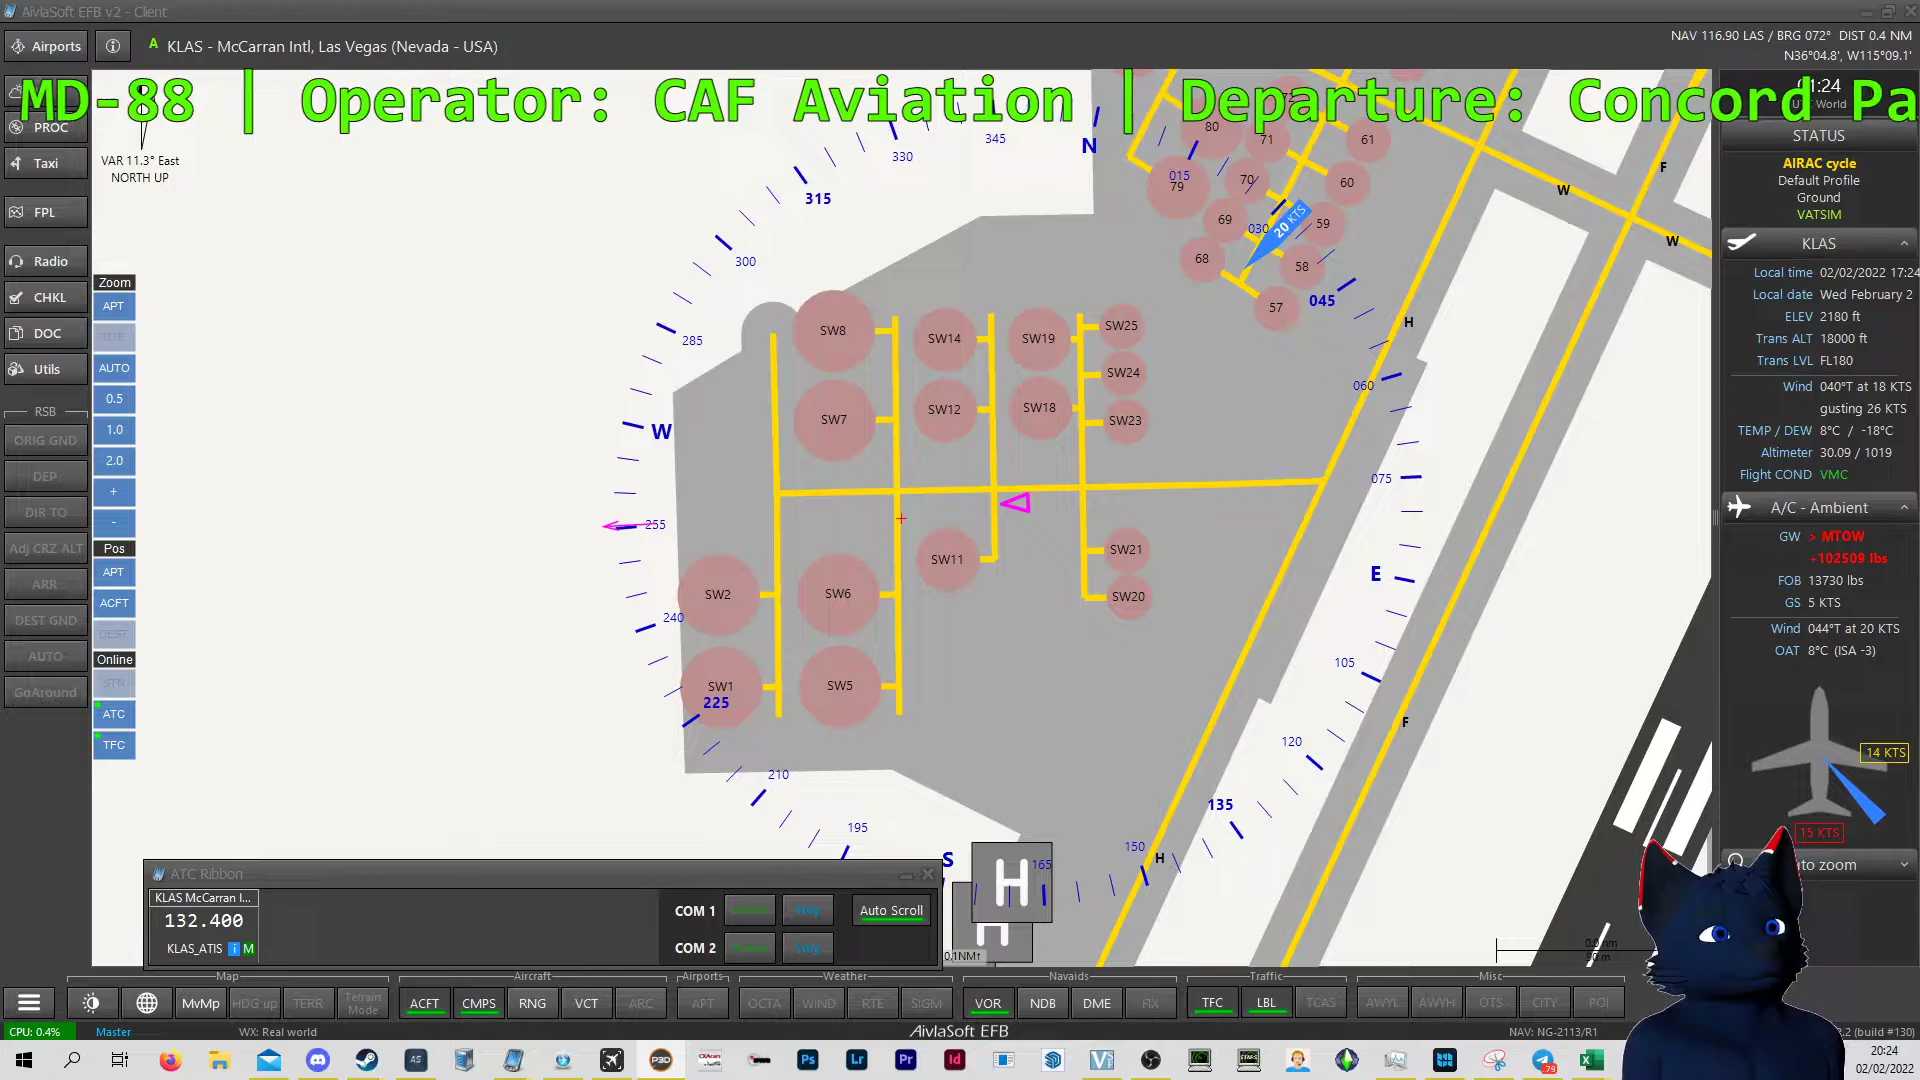 AivlaSoft EFB v2 - Client
Airports
A KLAS - McCarran Intl, Las Vegas (Nevada - USA)
NAV 116.90 LAS / BRG 072° DIST 0.4 NM
N36°04.8', W115°09.1'
MD-88 | Operator: CAF Aviation | Departure: Concord Pa
PROC
Taxi
FPL
Radio
CHKL
DOC
Utils
RSB
ORIG GND
DEP
DIR TO
Adj CRZ ALT
ARR
DEST GND
AUTO
GoAround
VAR 11.3° East
NORTH UP
Zoom
APT
AUTO
0.5
1.0
2.0
+
-
Pos
APT
ACFT
DEST
Online
STN
ATC
TFC
N
015
030
045
060
075
E
105
120
135
150
165
S
195
210
225
240
255
W
285
300
315
330
345
80
71
61
79
70
60
69
59
68
58
57
20 KTS
W
W
F
H
F
H
SW8
SW14
SW19
SW25
SW24
SW7
SW12
SW18
SW23
SW11
SW21
SW2
SW6
SW20
SW1
SW5
H
0.1NM↑
STATUS
AIRAC cycle
Default Profile
Ground
VATSIM
KLAS
Local time 02/02/2022 17:24
Local date Wed February 2
ELEV 2180 ft
Trans ALT 18000 ft
Trans LVL FL180
Wind 040°T at 18 KTS
gusting 26 KTS
TEMP / DEW 8°C / -18°C
Altimeter 30.09 / 1019
Flight COND VMC
A/C - Ambient
GW > MTOW
+102509 lbs
FOB 13730 lbs
GS 5 KTS
Wind 044°T at 20 KTS
OAT 8°C (ISA -3)
14 KTS
15 KTS
to zoom
ATC Ribbon
KLAS McCarran I...
132.400
KLAS_ATIS i M
COM 1
COM 2
Auto Scroll
Map
Aircraft
Airports
Weather
Navaids
Traffic
Misc
MvMp
HDG up
TERR
Terrain Mode
ACFT
CMPS
RNG
VCT
ARC
APT
OCTA
WIND
RTE
SIGM
VOR
NDB
DME
FIX
TFC
LBL
TCAS
AWYL
AWYH
OTS
CITY
ROI
CPU: 0.4%
Master
WX: Real world
AivlaSoft EFB
NAV: NG-2113/R1
.2 (build #130)
P3D
Ps
Lr
Pr
Id
79
20:24
02/02/2022